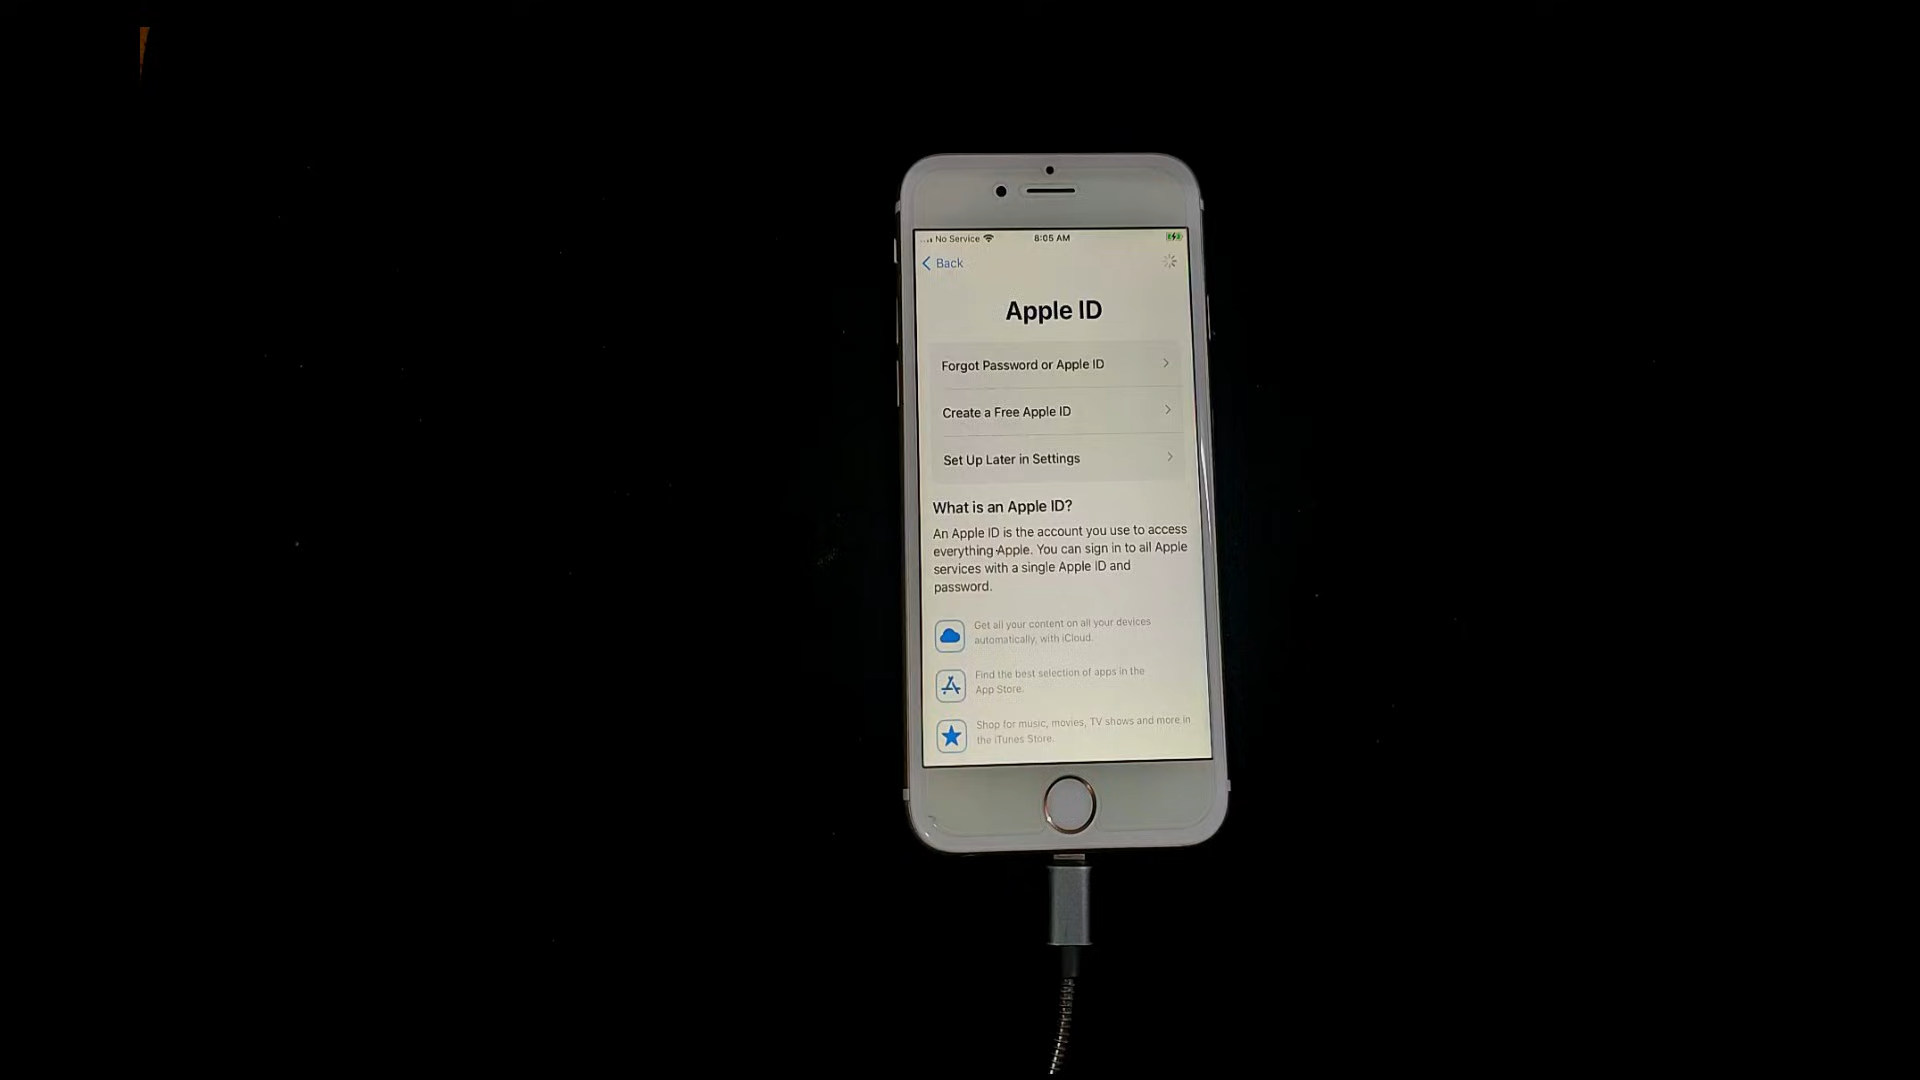 No Service
8:05 AM
Back
Apple ID
Forgot Password or Apple ID
Create a Free Apple ID
Set Up Later in Settings
What is an Apple ID?
An Apple ID is the account you use to access
everything Apple. You can sign in to all Apple
services with a single Apple ID and
password.
Get all your content on all your devices
automatically, with iCloud.
Find the best selection of apps in the
App Store.
Shop for music, movies, TV shows and more in
the iTunes Store.